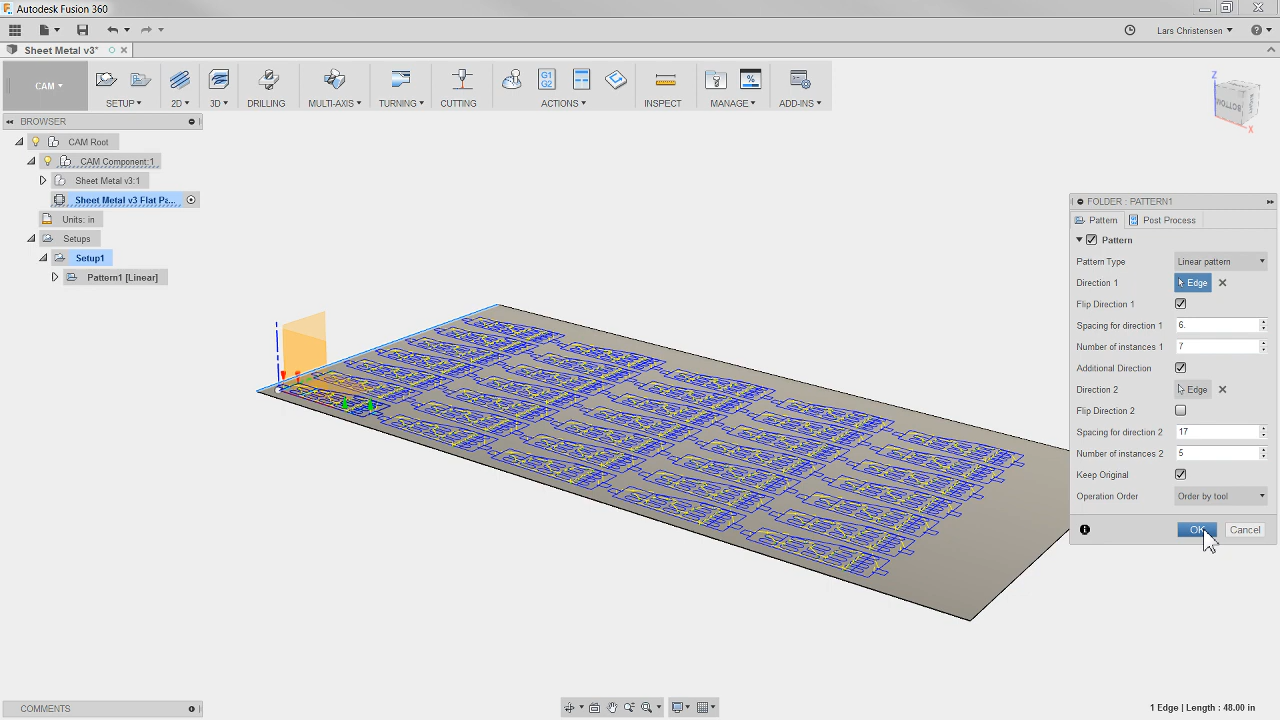 Autodesk Fusion 360
Lars Christensen
Sheet Metal v3*
CAM
SETUP
2D
3D
DRILLING
MULTI-AXIS
TURNING
CUTTING
G1
G2
ACTIONS
INSPECT
%
MANAGE
ADD-INS
BROWSER
CAM Root
CAM Component:1
Sheet Metal v3:1
Sheet Metal v3 Flat Pa...
Units: in
Setups
Setup1
Pattern1 [Linear]
Z
BOTTOM
X
FOLDER : PATTERN1
Pattern
Post Process
Pattern
Pattern Type Linear pattern
Direction 1 Edge
Flip Direction 1
Spacing for direction 1 6.
Number of instances 1 7
Additional Direction
Direction 2 Edge
Flip Direction 2
Spacing for direction 2 17
Number of instances 2 5
Keep Original
Operation Order Order by tool
OK Cancel
COMMENTS
1 Edge | Length : 48.00 in